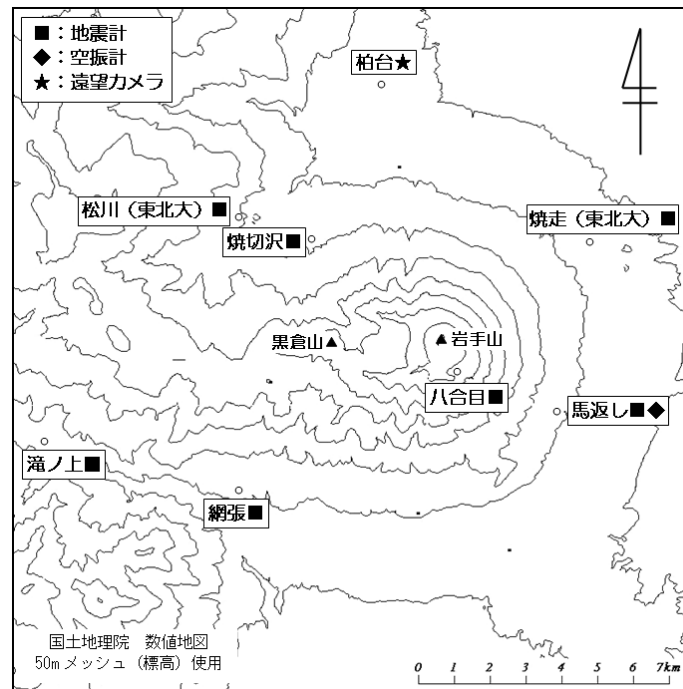 ■：地震計
◆：空振計
★：遠望カメラ
柏台★
松川（東北大）■
焼走（東北大）■
焼切沢■
黒倉山▲
▲岩手山
八合目■
馬返し■◆
滝ノ上■
網張■
国土地理院　数値地図
50mメッシュ（標高）使用
0 1 2 3 4 5 6 7km